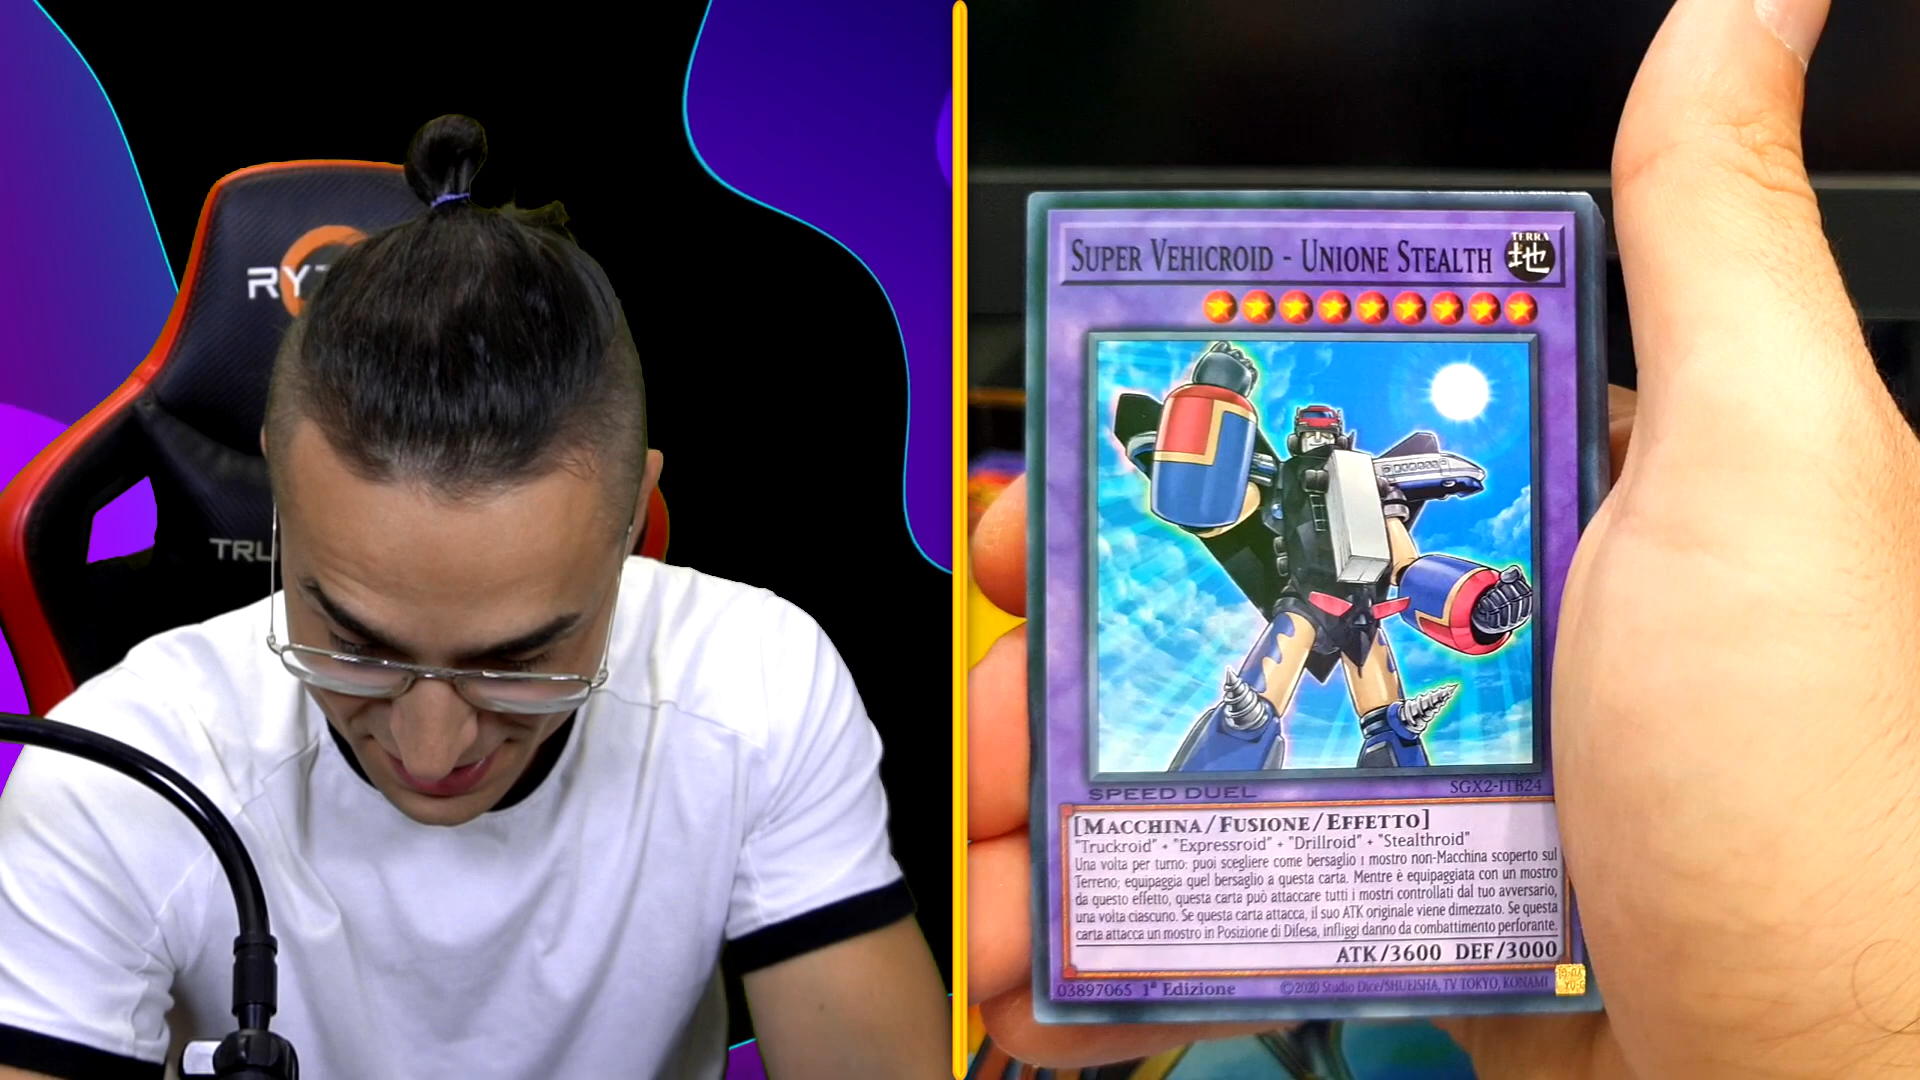 SUPER VEHICROID - UNIONE STEALTH
TERRA
地
SPEED DUEL
SGX2-ITB24
[MACCHINA/FUSIONE/EFFETTO]
"Truckroid" + "Expressroid" + "Drillroid" + "Stealthroid"
Una volta per turno: puoi scegliere come bersaglio 1 mostro non-Macchina scoperto sul
Terreno; equipaggia quel bersaglio a questa carta. Mentre è equipaggiata con un mostro
da questo effetto, questa carta può attaccare tutti i mostri controllati dal tuo avversario,
una volta ciascuno. Se questa carta attacca, il suo ATK originale viene dimezzato. Se questa
carta attacca un mostro in Posizione di Difesa, infliggi danno da combattimento perforante.
ATK/3600 DEF/3000
03897065 1ª Edizione
©2020 Studio Dice/SHUEISHA, TV TOKYO, KONAMI